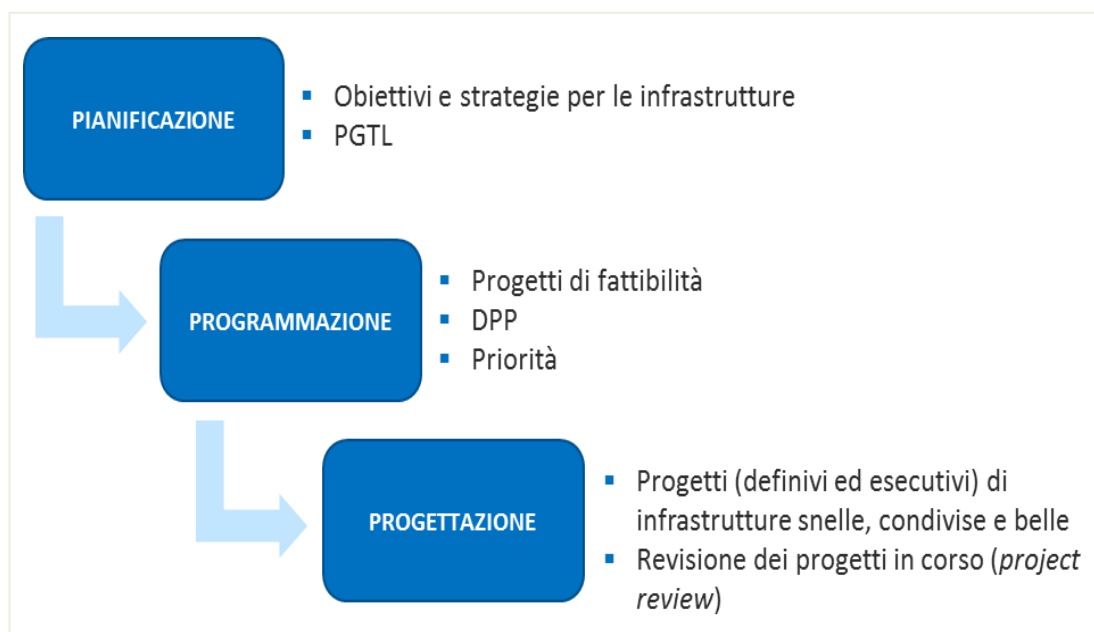 PIANIFICAZIONE
▪ Obiettivi e strategie per le infrastrutture
▪ PGTL
PROGRAMMAZIONE
▪ Progetti di fattibilità
▪ DPP
▪ Priorità
PROGETTAZIONE
▪ Progetti (definivi ed esecutivi) di
infrastrutture snelle, condivise e belle
▪ Revisione dei progetti in corso (project
review)